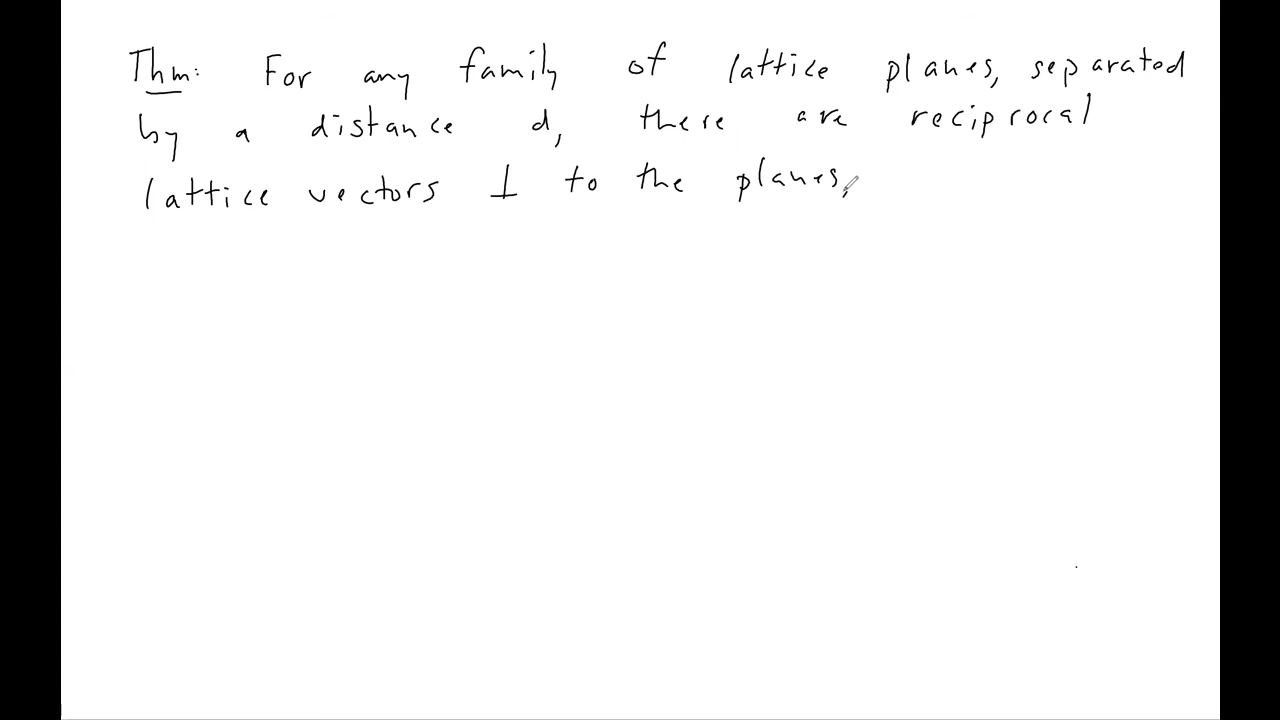 Thm: For any family of lattice planes, separated
by a distance d, there are reciprocal
lattice vectors ⊥ to the planes,